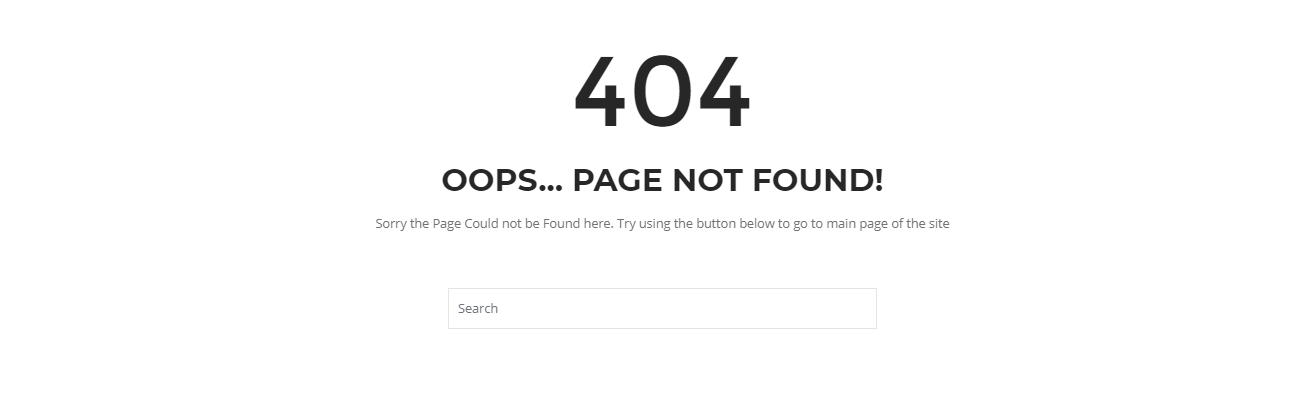 404
OOPS... PAGE NOT FOUND!
Sorry the Page Could not be Found here. Try using the button below to go to main page of the site
Search